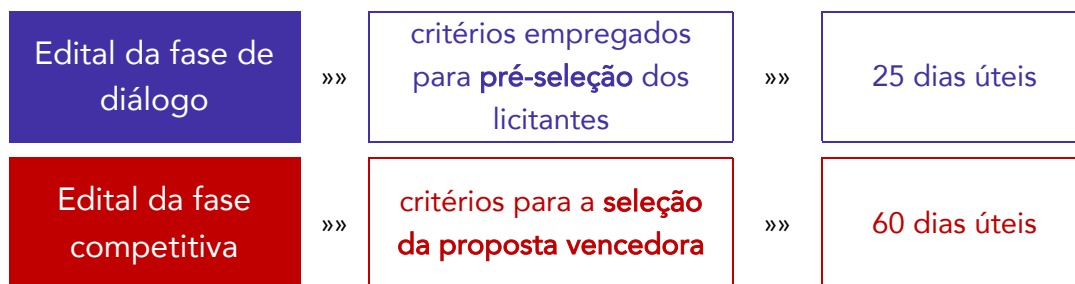 Edital da fase de
diálogo
»»
critérios empregados
para pré-seleção dos
licitantes
»»
25 dias úteis
Edital da fase
competitiva
»»
critérios para a seleção
da proposta vencedora
»»
60 dias úteis